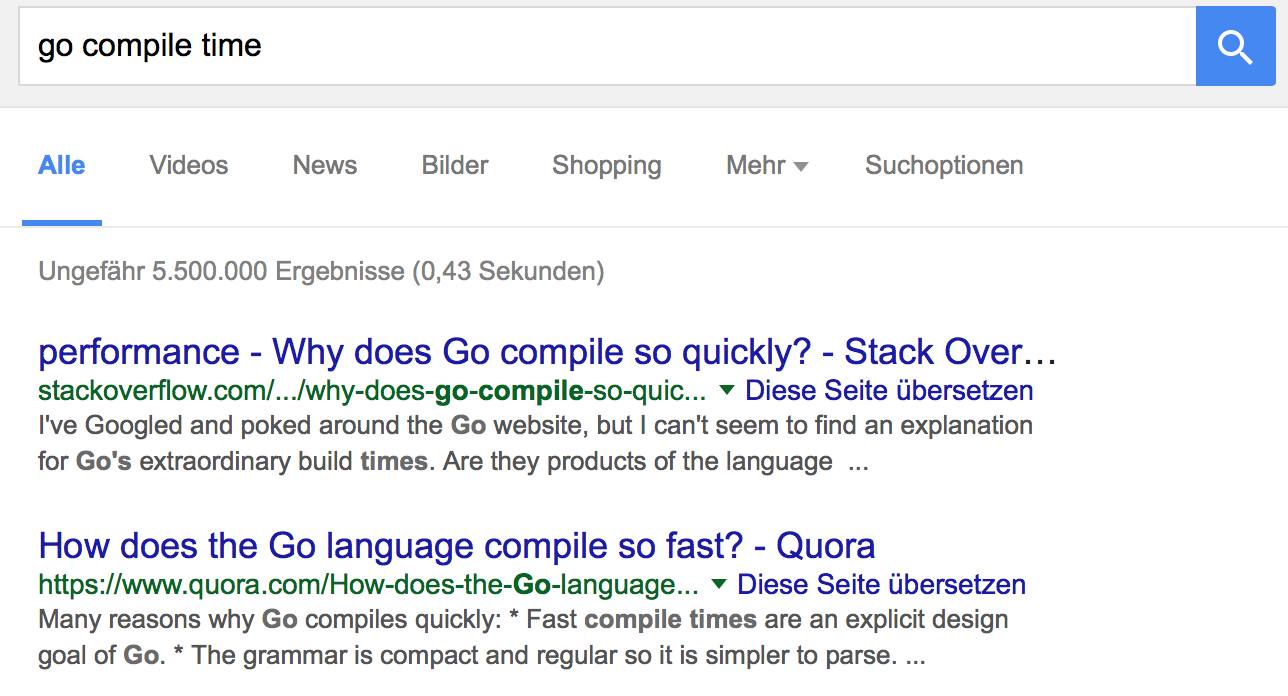 go compile time
Alle Videos News Bilder Shopping Mehr Suchoptionen
Ungefähr 5.500.000 Ergebnisse (0,43 Sekunden)
performance - Why does Go compile so quickly? - Stack Over…
stackoverflow.com/.../why-does-go-compile-so-quic... Diese Seite übersetzen
I've Googled and poked around the Go website, but I can't seem to find an explanation
for Go's extraordinary build times. Are they products of the language ...
How does the Go language compile so fast? - Quora
https://www.quora.com/How-does-the-Go-language... Diese Seite übersetzen
Many reasons why Go compiles quickly: * Fast compile times are an explicit design
goal of Go. * The grammar is compact and regular so it is simpler to parse. ...